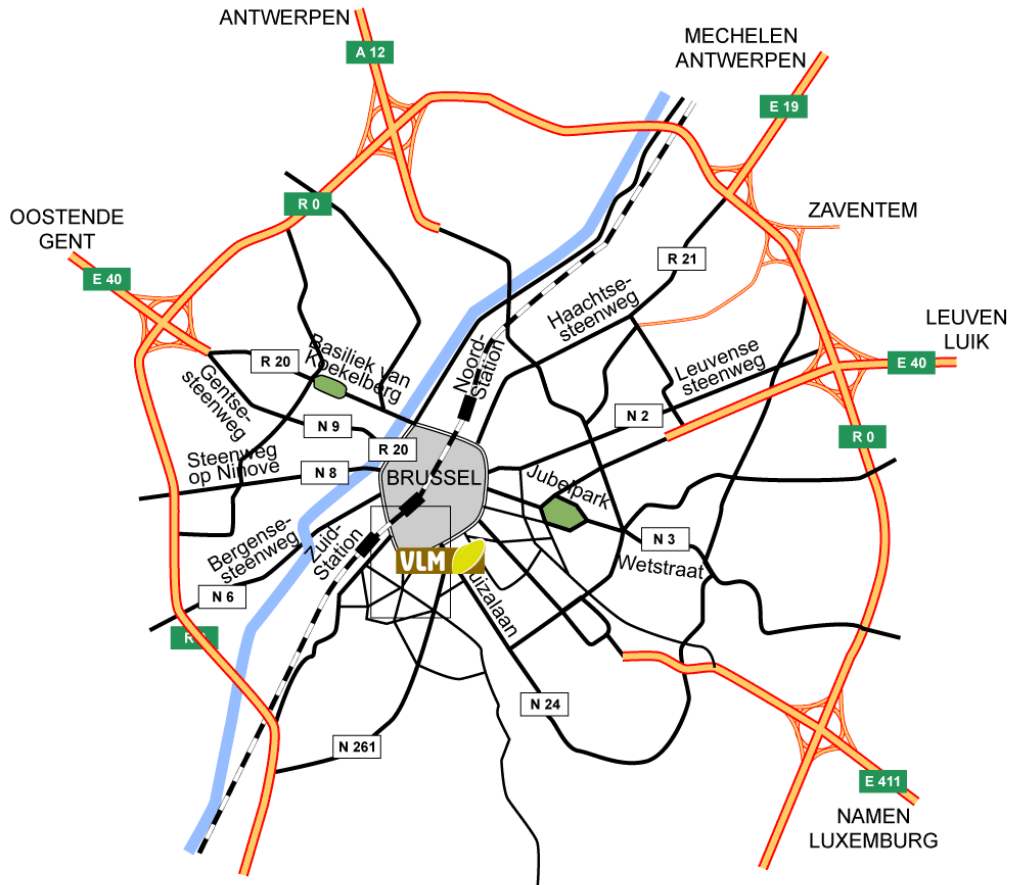 ANTWERPEN
A 12
MECHELEN
ANTWERPEN
E 19
R 0
OOSTENDE
GENT
ZAVENTEM
E 40
R 21
Haachtse-
steenweg
LEUVEN
LUIK
Basiliek van
Koekelberg
R 20
Noord-
Station
Leuvense
steenweg
E 40
Gentse-
steenweg
N 9
N 2
R 20
R 0
Steenweg
op Ninove
N 8
BRUSSEL
Jubelpark
Bergense-
steenweg
Zuid-
Station
N 3
VLM
Wetstraat
N 6
uizalaan
N 24
N 261
E 411
NAMEN
LUXEMBURG